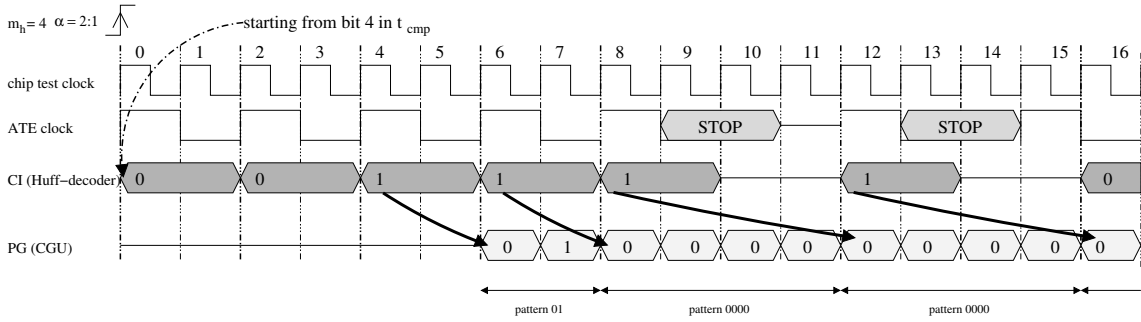 m_h = 4 α = 2:1
starting from bit 4 in t_cmp
0 1 2 3 4 5 6 7 8 9 10 11 12 13 14 15 16
chip test clock
ATE clock STOP STOP
CI (Huff−decoder) 0 0 1 1 1 1 0
PG (CGU) 0 1 0 0 0 0 0 0 0 0 0
pattern 01 pattern 0000 pattern 0000